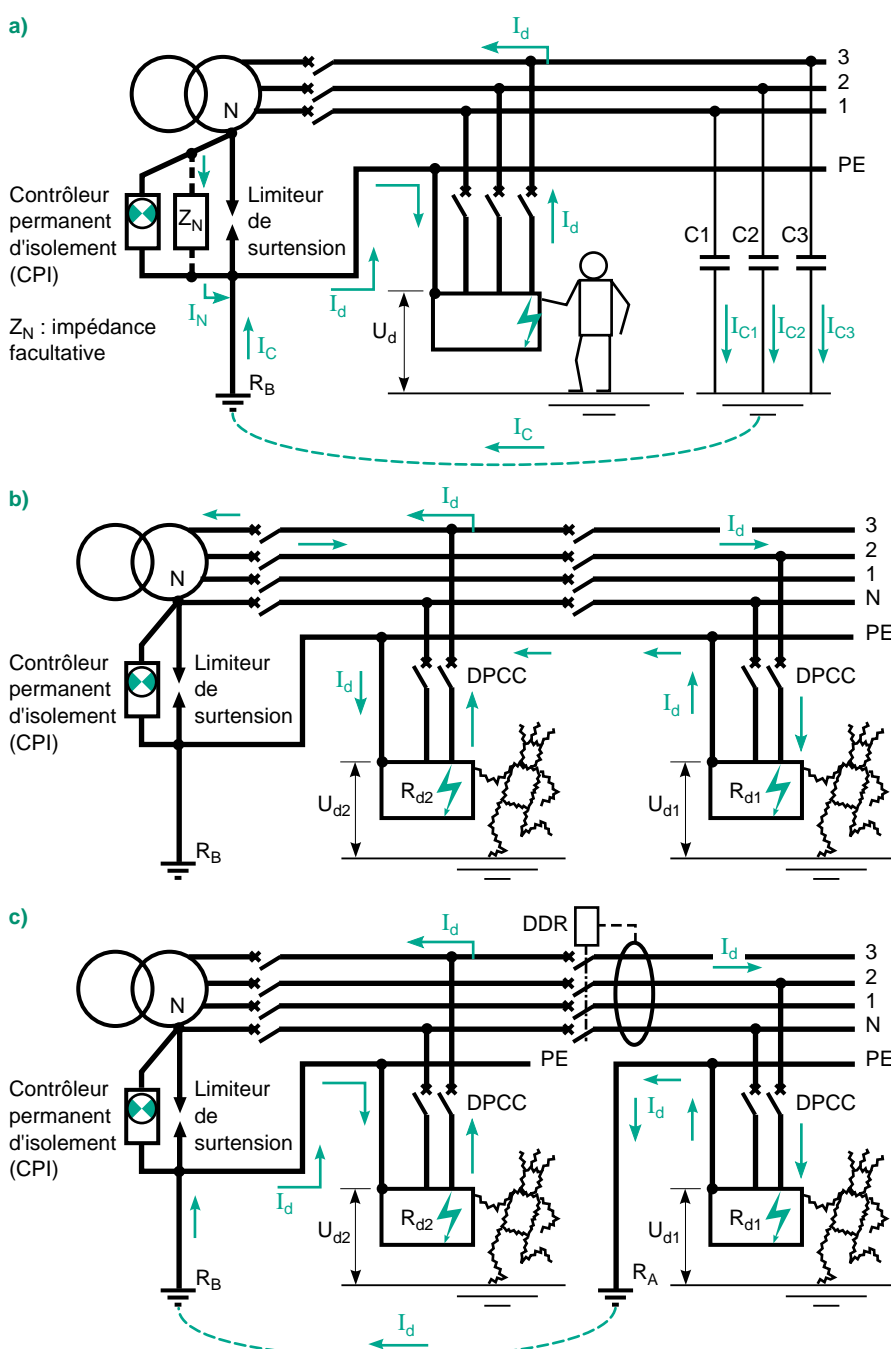 a)
I_d
3
2
1
N
PE
Contrôleur
permanent
d'isolement
(CPI)
Z_N
Limiteur
de
surtension
I_d
C1
C2
C3
I_N
I_d
U_d
I_C1
I_C2
I_C3
Z_N : impédance
facultative
I_C
R_B
I_C
b)
I_d
I_d
3
2
1
N
N
PE
Contrôleur
permanent
d'isolement
(CPI)
Limiteur
de
surtension
I_d
DPCC
I_d
DPCC
U_d2
R_d2
U_d1
R_d1
R_B
c)
I_d
DDR
I_d
3
2
1
N
N
PE
PE
Contrôleur
permanent
d'isolement
(CPI)
Limiteur
de
surtension
DPCC
I_d
DPCC
I_d
U_d2
R_d2
U_d1
R_d1
R_B
R_A
I_d